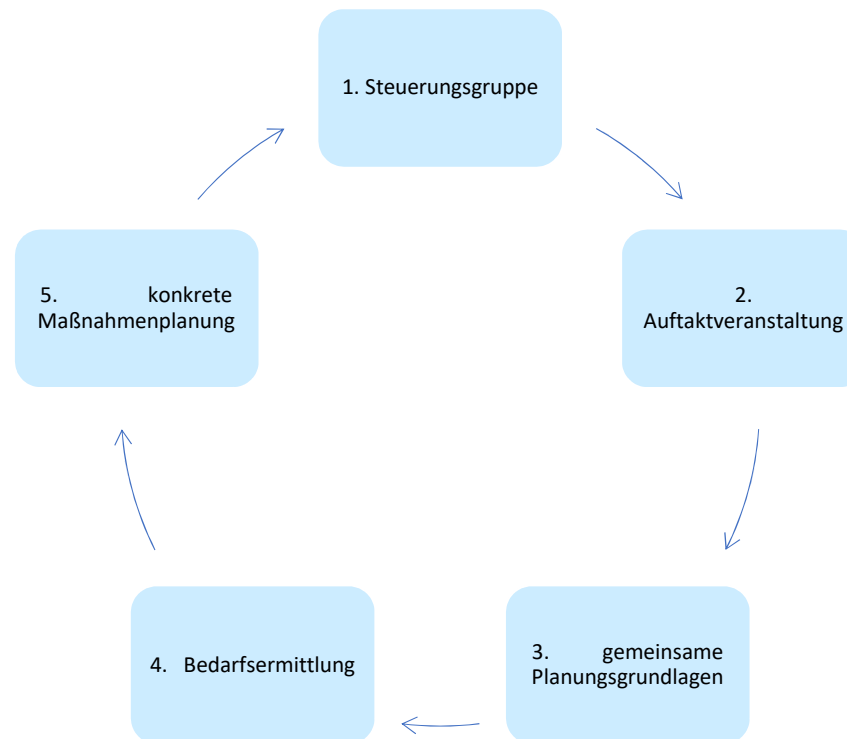 1. Steuerungsgruppe
2.
Auftaktveranstaltung
3. gemeinsame
Planungsgrundlagen
4. Bedarfsermittlung
5. konkrete
Maßnahmenplanung